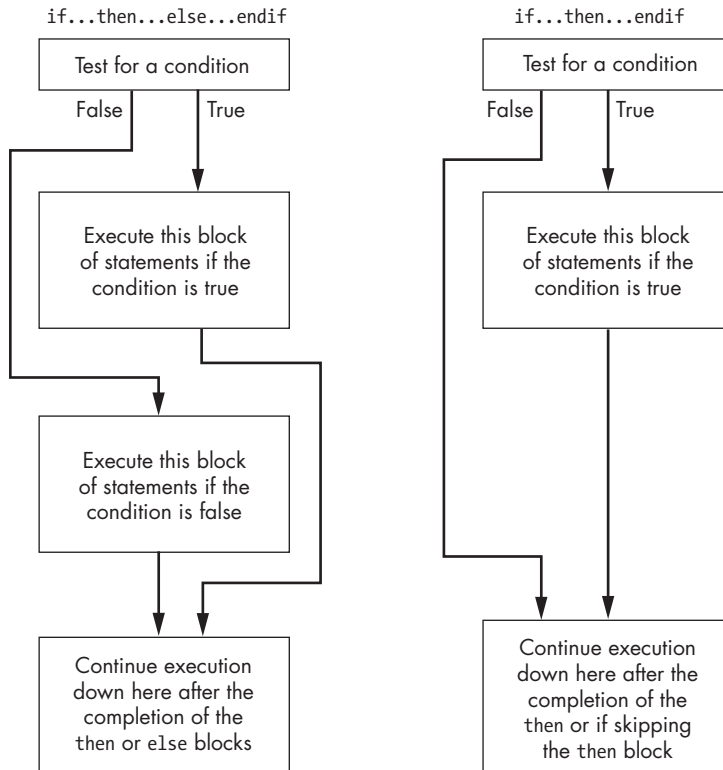 if...then...else...endif
Test for a condition
False
True
Execute this block
of statements if the
condition is true
Execute this block
of statements if the
condition is false
Continue execution
down here after the
completion of the
then or else blocks
if...then...endif
Test for a condition
False
True
Execute this block
of statements if the
condition is true
Continue execution
down here after the
completion of the
then or if skipping
the then block